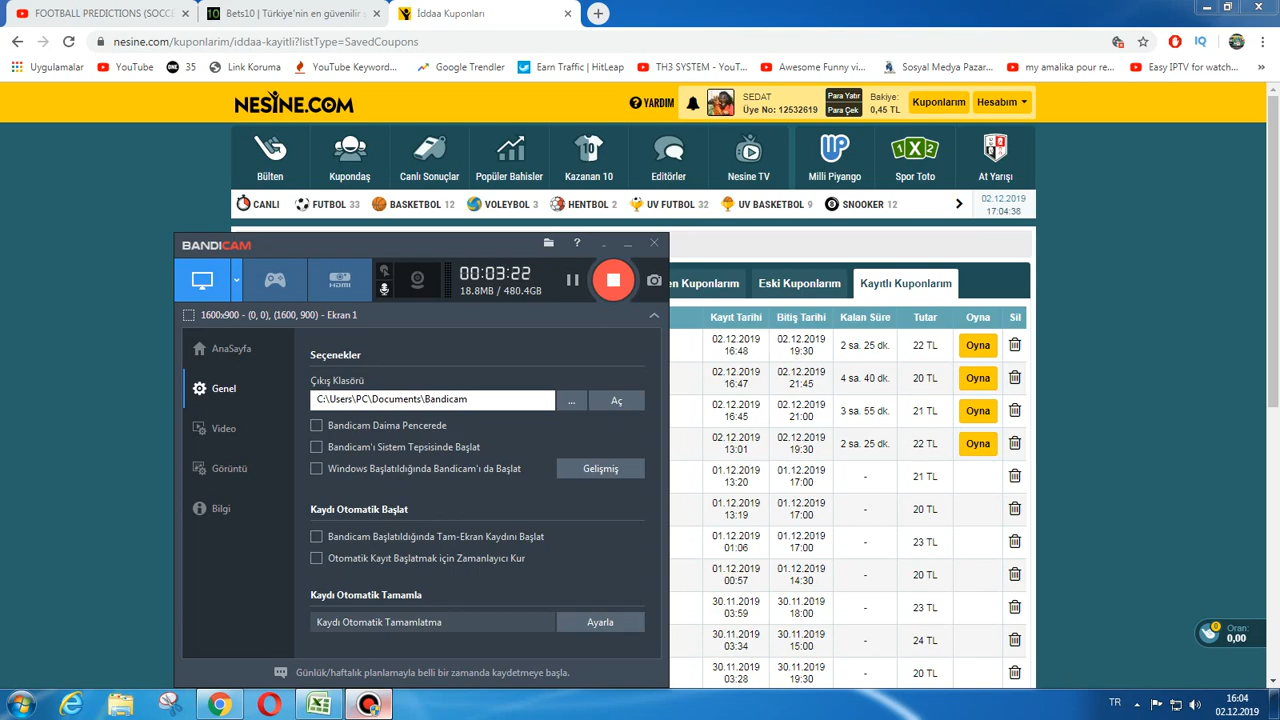 FOOTBALL PREDICTIONS (SOCCE
Bets10 | Türkiye'nin en güvenilir
İddaa Kuponları
nesine.com/kuponlarim/iddaa-kayitli?listType=SavedCoupons
Uygulamalar
YouTube
ONE 35
Link Koruma
YouTube Keyword...
Google Trendler
Earn Traffic | HitLeap
TH3 SYSTEM - YouT...
Awesome Funny vi...
Sosyal Medya Pazar...
my amalika pour re...
Easy IPTV for watch...
NESINE.COM
YARDIM
SEDAT
Üye No: 12532619
Para Yatır
Para Çek
Bakiye:
0,45 TL
Kuponlarım
Hesabım
Bülten
Kupondaş
Canlı Sonuçlar
Popüler Bahisler
10
Kazanan 10
Editörler
Nesine TV
Milli Piyango
1 X 2
Spor Toto
At Yarışı
CANLI
FUTBOL 33
BASKETBOL 12
VOLEYBOL 3
HENTBOL 2
UV FUTBOL 32
UV BASKETBOL 9
SNOOKER 12
02.12.2019
17:04:38
BANDICAM
00:03:22
18.8MB / 480.4GB
HDMI
1600x900 - (0, 0), (1600, 900) - Ekran 1
AnaSayfa
Genel
Video
Görüntü
Bilgi
Seçenekler
Çıkış Klasörü
C:\Users\PC\Documents\Bandicam
...
Aç
Bandicam Daima Pencerede
Bandicam'ı Sistem Tepsisinde Başlat
Windows Başlatıldığında Bandicam'ı da Başlat
Gelişmiş
Kaydı Otomatik Başlat
Bandicam Başlatıldığında Tam-Ekran Kaydını Başlat
Otomatik Kayıt Başlatmak için Zamanlayıcı Kur
Kaydı Otomatik Tamamla
Kaydı Otomatik Tamamlatma
Ayarla
Günlük/haftalık planlamayla belli bir zamanda kaydetmeye başla.
en Kuponlarım
Eski Kuponlarım
Kayıtlı Kuponlarım
Kayıt Tarihi Bitiş Tarihi Kalan Süre Tutar Oyna Sil
02.12.2019 16:48 02.12.2019 19:30 2 sa. 25 dk. 22 TL Oyna
02.12.2019 16:47 02.12.2019 21:45 4 sa. 40 dk. 20 TL Oyna
02.12.2019 16:45 02.12.2019 21:00 3 sa. 55 dk. 21 TL Oyna
02.12.2019 13:01 02.12.2019 19:30 2 sa. 25 dk. 22 TL Oyna
01.12.2019 13:20 01.12.2019 17:00 - 21 TL
01.12.2019 13:19 01.12.2019 17:00 - 20 TL
01.12.2019 01:06 01.12.2019 17:00 - 23 TL
01.12.2019 00:57 01.12.2019 14:30 - 20 TL
30.11.2019 03:59 30.11.2019 18:00 - 23 TL
30.11.2019 03:34 30.11.2019 15:00 - 24 TL
30.11.2019 03:28 30.11.2019 19:30 - 20 TL
0
Oran:
0,00
TR
16:04
02.12.2019